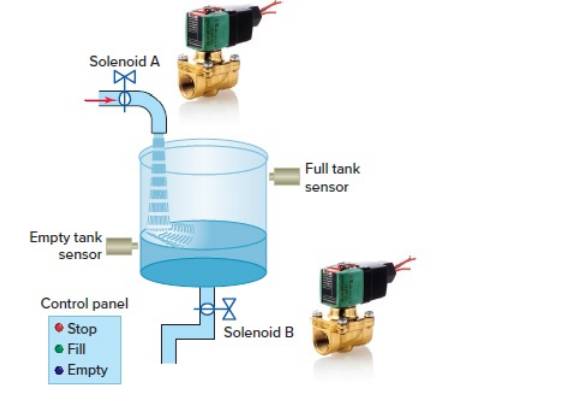 Solenoid A
Full tank
sensor
Empty tank
sensor
Control panel
Stop
Fill
Empty
Solenoid B